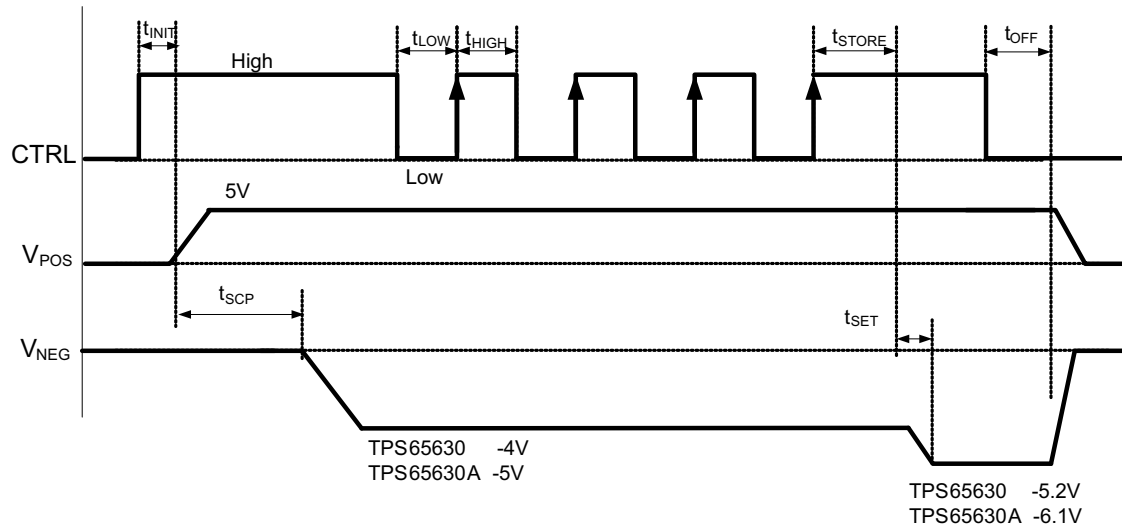 tINIT
tLOW
tHIGH
tSTORE
tOFF
High
CTRL
Low
5V
VPOS
tSCP
tSET
VNEG
TPS65630 -4V
TPS65630A -5V
TPS65630 -5.2V
TPS65630A -6.1V